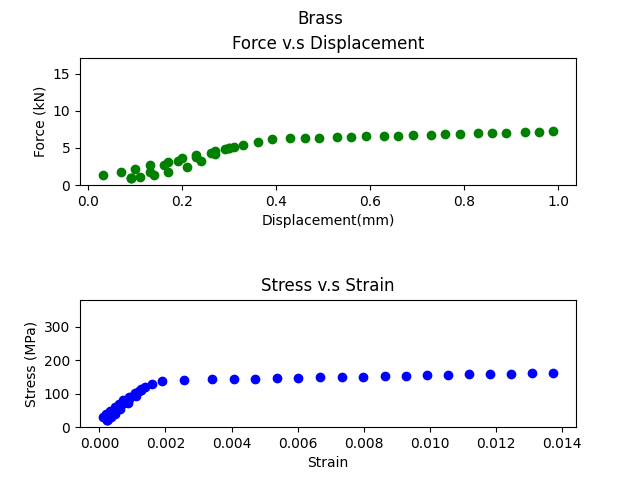 Brass
Force v.s Displacement
15
10
5
0
Force (kN)
0.0 0.2 0.4 0.6 0.8 1.0
Displacement(mm)
Stress v.s Strain
300
200
100
0
Stress (MPa)
0.000 0.002 0.004 0.006 0.008 0.010 0.012 0.014
Strain